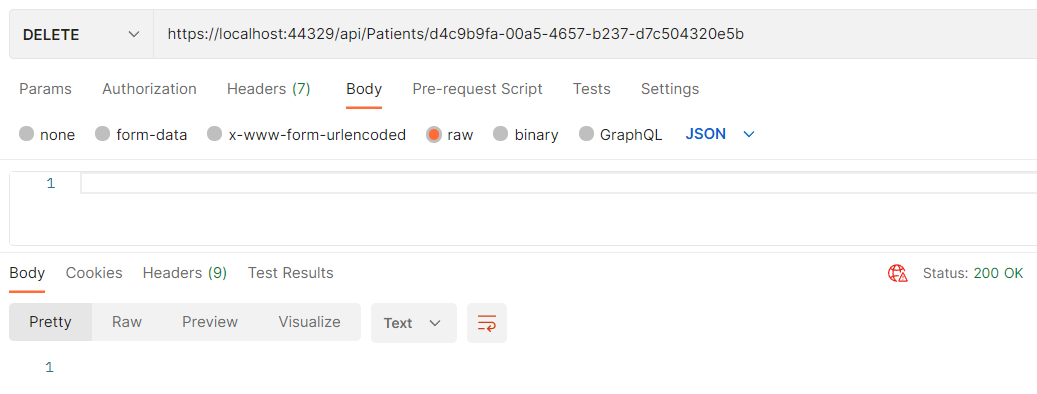 DELETE https://localhost:44329/api/Patients/d4c9b9fa-00a5-4657-b237-d7c504320e5b
Params Authorization Headers (7) Body Pre-request Script Tests Settings
none form-data x-www-form-urlencoded raw binary GraphQL JSON
1
Body Cookies Headers (9) Test Results Status: 200 OK
Pretty Raw Preview Visualize Text
1